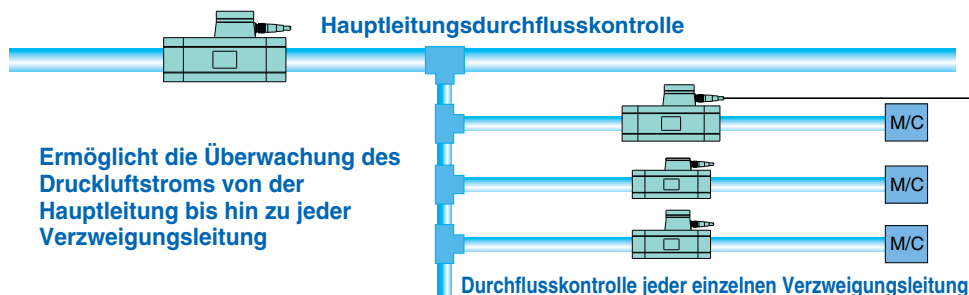 Hauptleitungsdurchflusskontrolle
M/C
Ermöglicht die Überwachung des
Druckluftstroms von der
Hauptleitung bis hin zu jeder
Verzweigungsleitung
M/C
M/C
Durchflusskontrolle jeder einzelnen Verzweigungsleitung